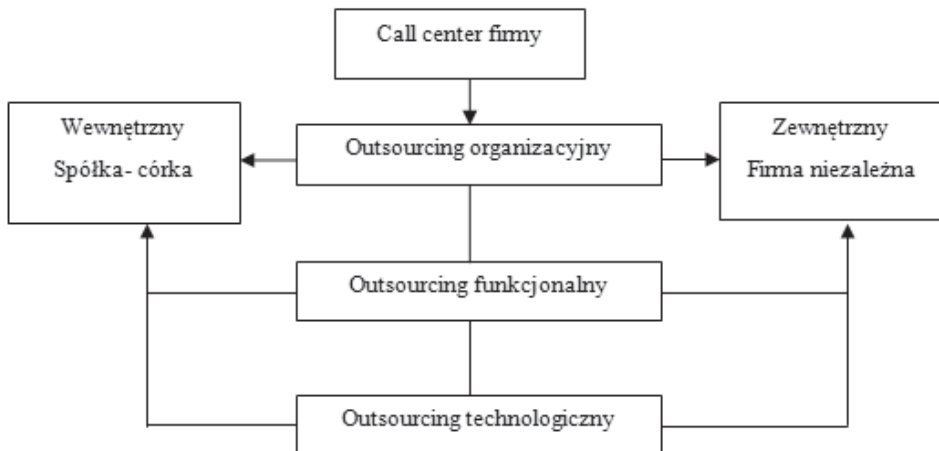 Call center firmy
Wewnętrzny
Spółka- córka
Outsourcing organizacyjny
Zewnętrzny
Firma niezależna
Outsourcing funkcjonalny
Outsourcing technologiczny